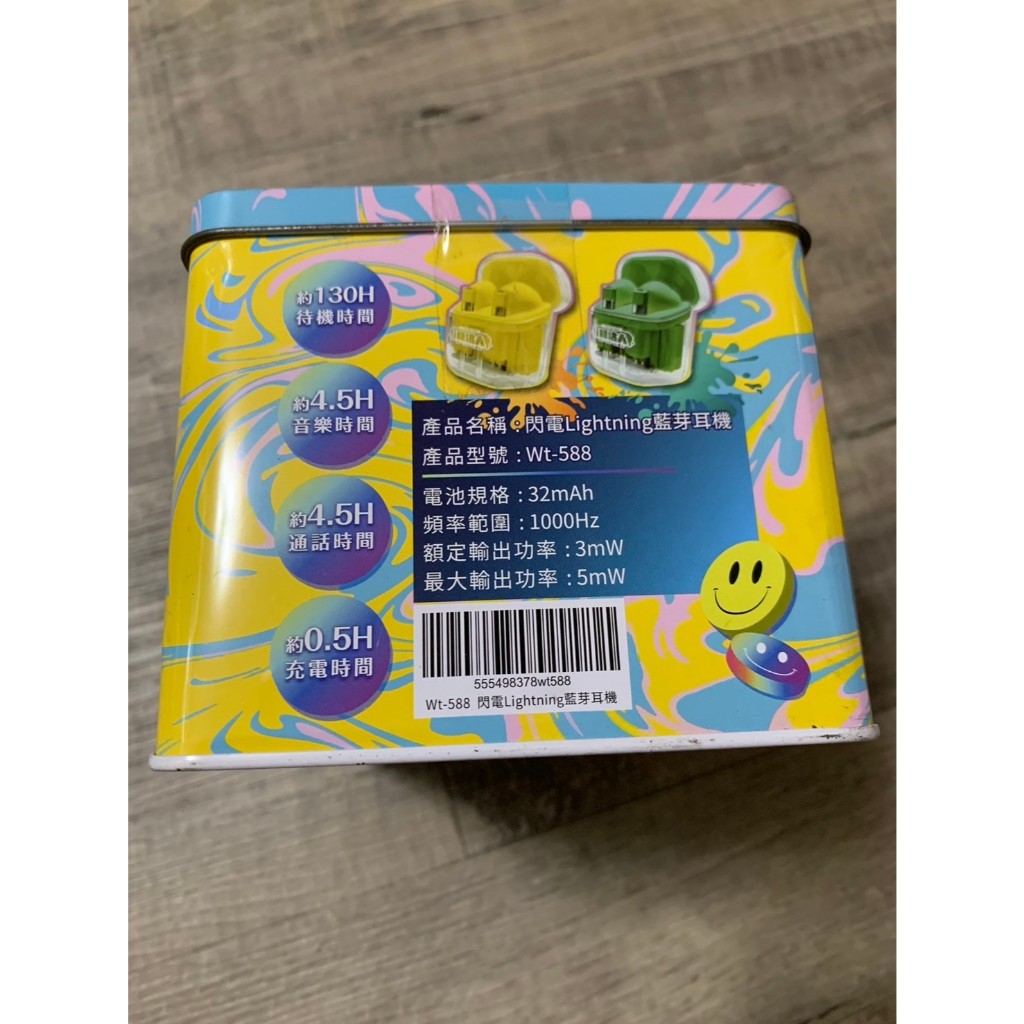 約130H
待機時間
約4.5H
音樂時間
約4.5H
通話時間
約0.5H
充電時間
產品名稱：閃電Lightning藍芽耳機
產品型號：Wt-588
電池規格：32mAh
頻率範圍：1000Hz
額定輸出功率：3mW
最大輸出功率：5mW
555498378wt588
Wt-588 閃電Lightning藍芽耳機